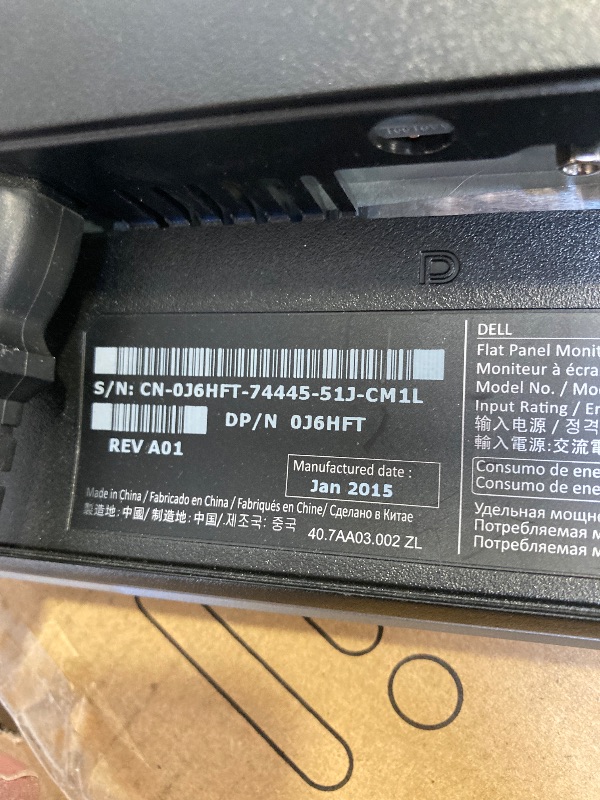 S/N: CN-0J6HFT-74445-51J-CM1L
DP/N 0J6HFT
REV A01
Manufactured date :
Jan 2015
Made in China / Fabricado en China / Fabriqués en Chine/ Сделано в Китае
製造地: 中國/ 制造地: 中国/ 제조국: 중국
40.7AA03.002 ZL
DELL
Flat Panel Monit
Moniteur à écra
Model No. / Mo
Input Rating / E
输入电源 / 정격
輸入電源:交流電
Consumo de ene
Consumo de ene
Удельная мощно
Потребляемая м
Потребляемая м